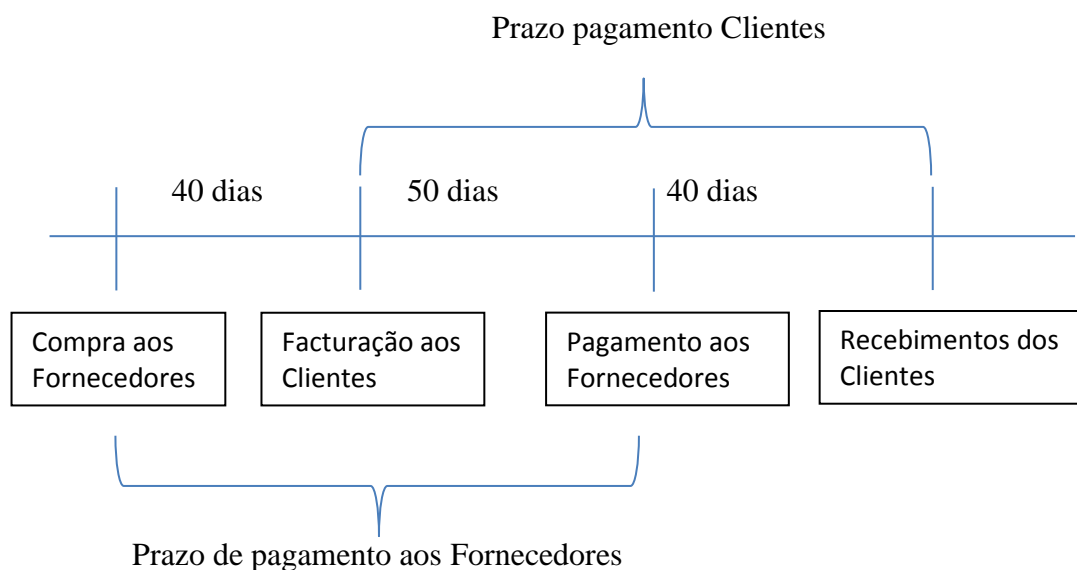 Prazo pagamento Clientes
40 dias
50 dias
40 dias
Compra aos
Fornecedores
Facturação aos
Clientes
Pagamento aos
Fornecedores
Recebimentos dos
Clientes
Prazo de pagamento aos Fornecedores